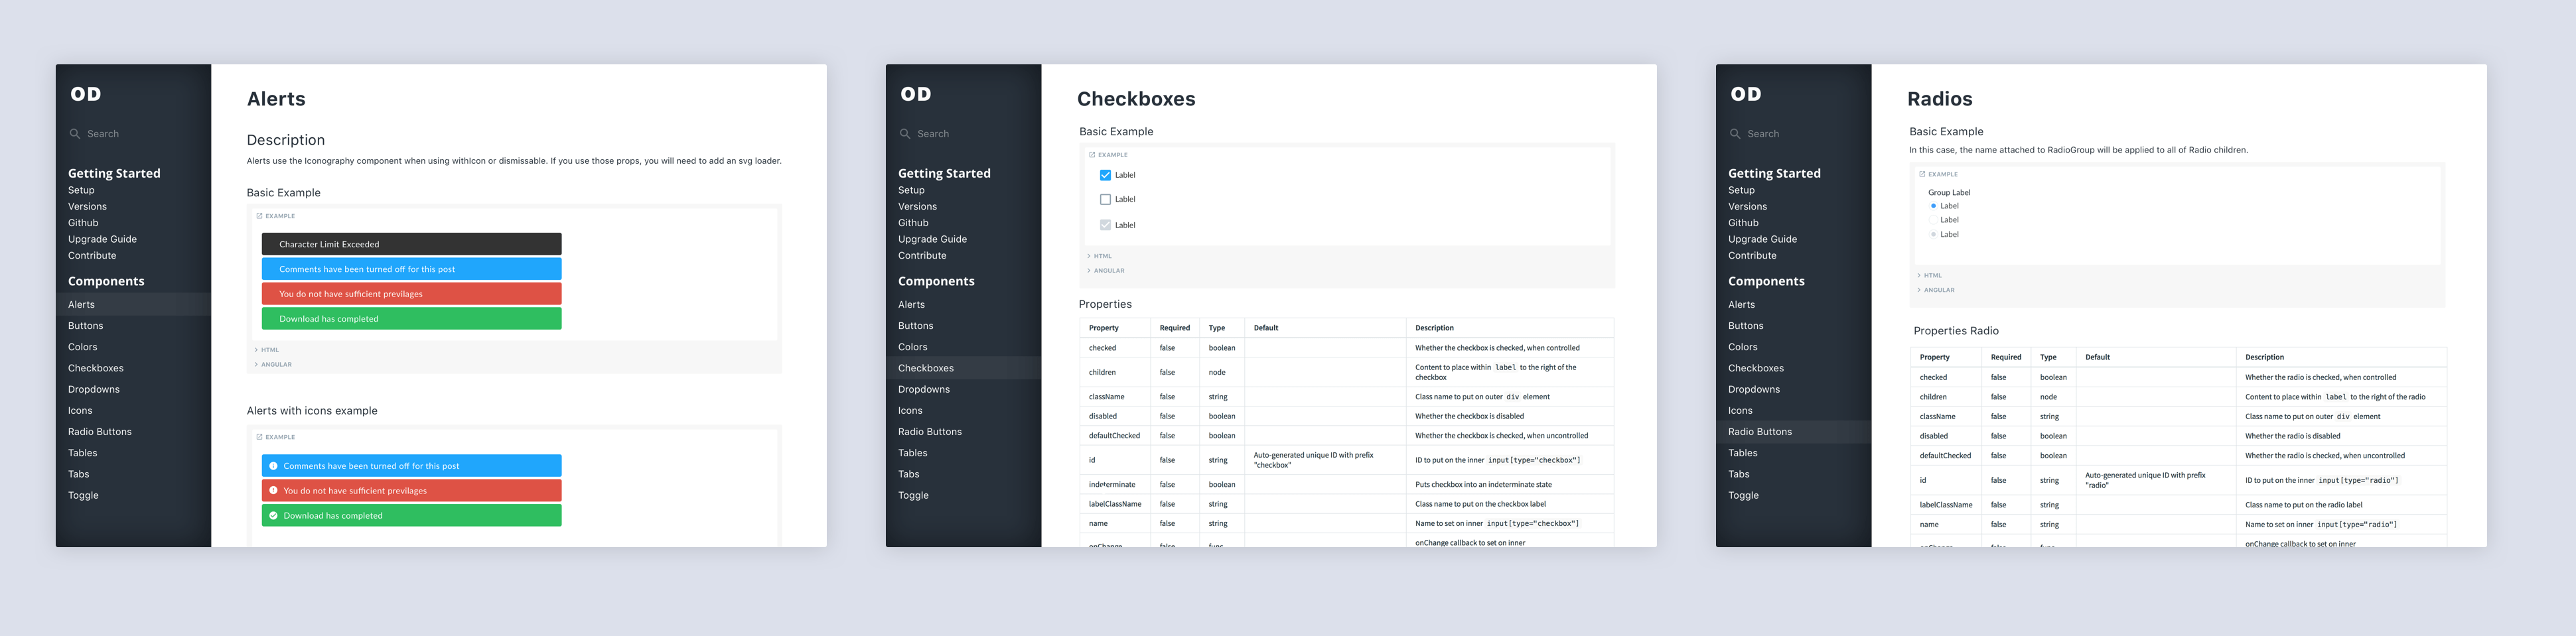 OD
Search
Getting Started
Setup
Versions
Github
Upgrade Guide
Contribute
Components
Alerts
Buttons
Colors
Checkboxes
Dropdowns
Icons
Radio Buttons
Tables
Tabs
Toggle
Alerts
Description
Alerts use the Iconography component when using withIcon or dismissable. If you use those props, you will need to add an svg loader.
Basic Example
EXAMPLE
Character Limit Exceeded
Comments have been turned off for this post
You do not have sufficient previlages
Download has completed
HTML
ANGULAR
Alerts with icons example
EXAMPLE
Comments have been turned off for this post
You do not have sufficient previlages
Download has completed
OD
Search
Getting Started
Setup
Versions
Github
Upgrade Guide
Contribute
Components
Alerts
Buttons
Colors
Checkboxes
Dropdowns
Icons
Radio Buttons
Tables
Tabs
Toggle
Checkboxes
Basic Example
EXAMPLE
Lablel
Lablel
Lablel
HTML
ANGULAR
Properties
Property Required Type Default Description
checked false boolean Whether the checkbox is checked, when controlled
children false node Content to place within label to the right of the
checkbox
className false string Class name to put on outer div element
disabled false boolean Whether the checkbox is disabled
defaultChecked false boolean Whether the checkbox is checked, when uncontrolled
id false string Auto-generated unique ID with prefix
"checkbox" ID to put on the inner input[type="checkbox"]
indeterminate false boolean Puts checkbox into an indeterminate state
labelClassName false string Class name to put on the checkbox label
name false string Name to set on inner input[type="checkbox"]
onChange false func onChange callback to set on inner
OD
Search
Getting Started
Setup
Versions
Github
Upgrade Guide
Contribute
Components
Alerts
Buttons
Colors
Checkboxes
Dropdowns
Icons
Radio Buttons
Tables
Tabs
Toggle
Radios
Basic Example
In this case, the name attached to RadioGroup will be applied to all of Radio children.
EXAMPLE
Group Label
Label
Label
Label
HTML
ANGULAR
Properties Radio
Property Required Type Default Description
checked false boolean Whether the radio is checked, when controlled
children false node Content to place within label to the right of the radio
className false string Class name to put on outer div element
disabled false boolean Whether the radio is disabled
defaultChecked false boolean Whether the radio is checked, when uncontrolled
id false string Auto-generated unique ID with prefix
"radio" ID to put on the inner input[type="radio"]
labelClassName false string Class name to put on the radio label
name false string Name to set on inner input[type="radio"]
onChange callback to set on inner